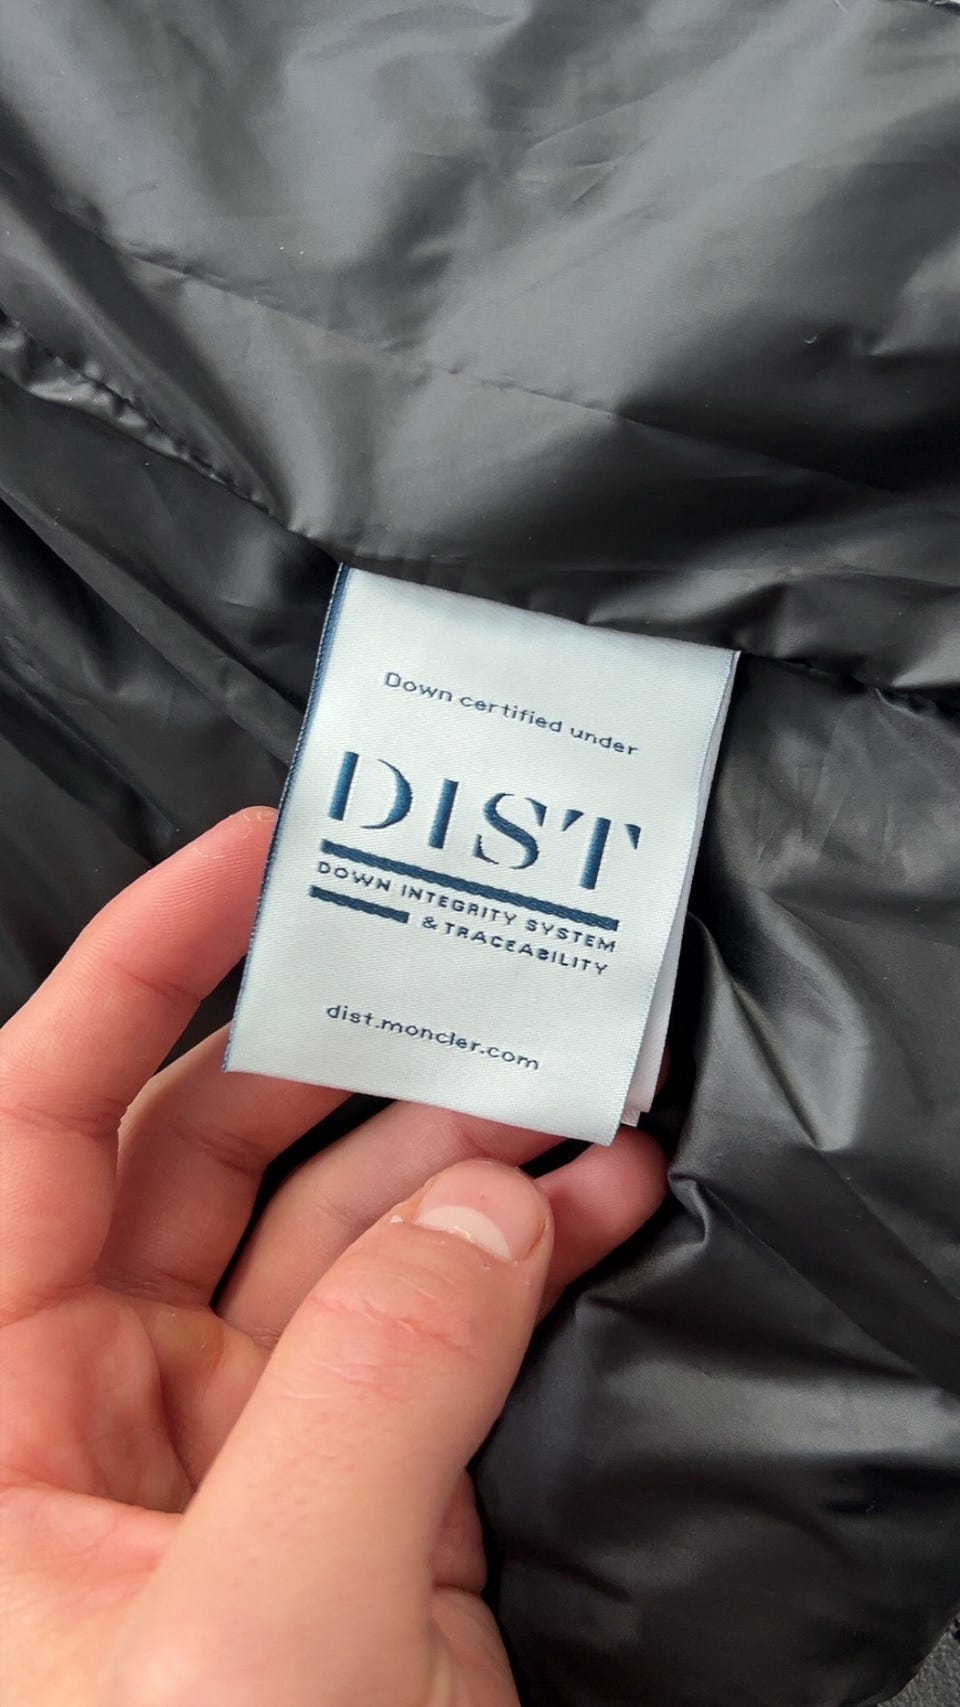 Down certified under
DIST
DOWN INTEGRITY SYSTEM
& TRACEABILITY
dist.moncler.com